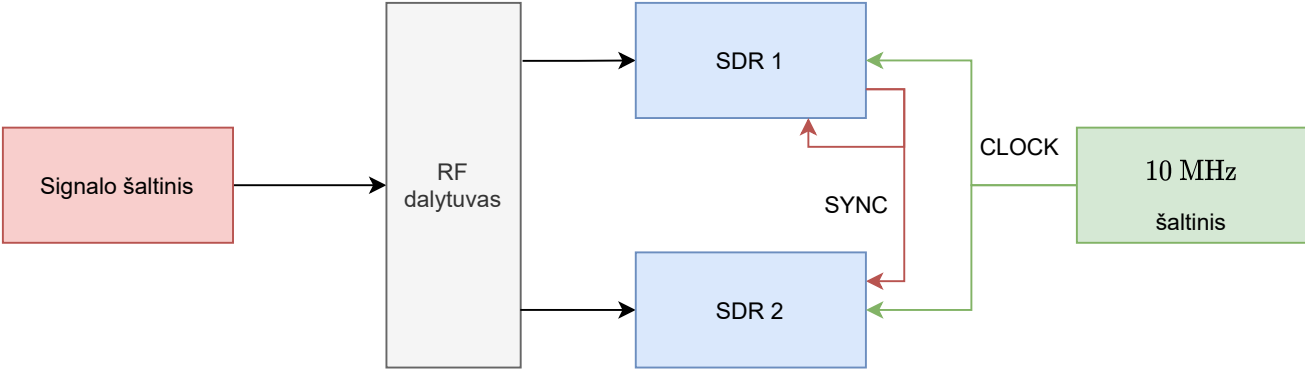 Signalo šaltinis
RF
dalytuvas
SDR 1
SDR 2
SYNC
CLOCK
10 MHz
šaltinis